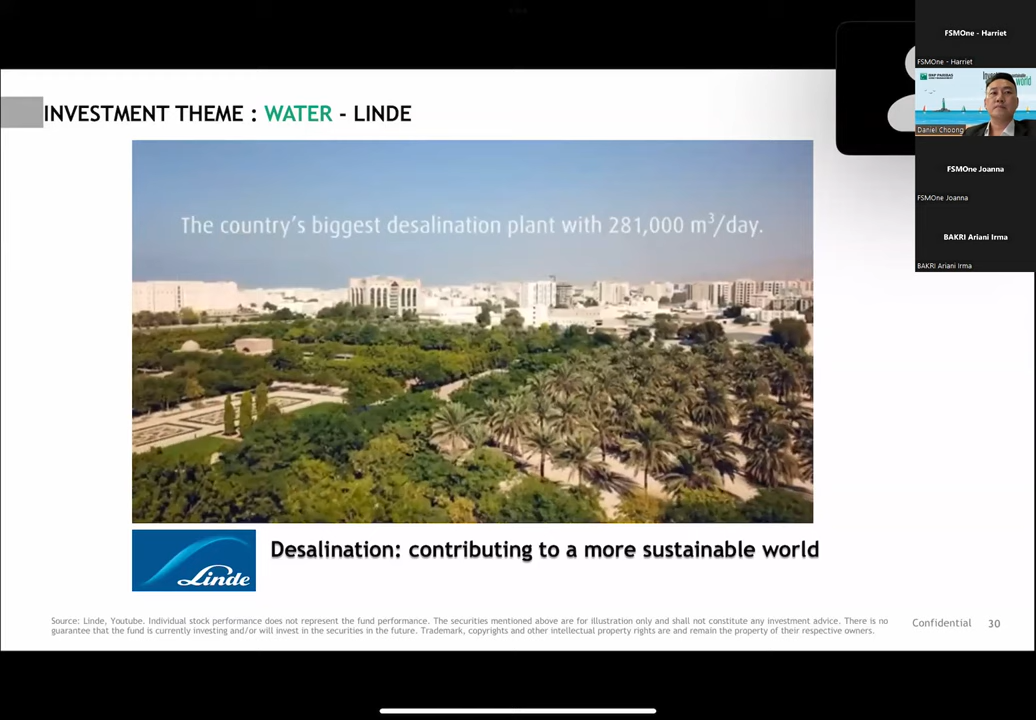 INVESTMENT THEME : WATER - LINDE
The country's biggest desalination plant with 281,000 m³/day.
Linde
Desalination: contributing to a more sustainable world
Source: Linde, Youtube. Individual stock performance does not represent the fund performance. The securities mentioned above are for illustration only and shall not constitute any investment advice. There is no
guarantee that the fund is currently investing and/or will invest in the securities in the future. Trademark, copyrights and other intellectual property rights are and remain the property of their respective owners.
Confidential 30
FSMOne - Harriet
FSMOne - Harriet
BNP PARIBAS
world
Daniel Choong
FSMOne Joanna
FSMOne Joanna
BAKRI Ariani Irma
BAKRI Ariani Irma